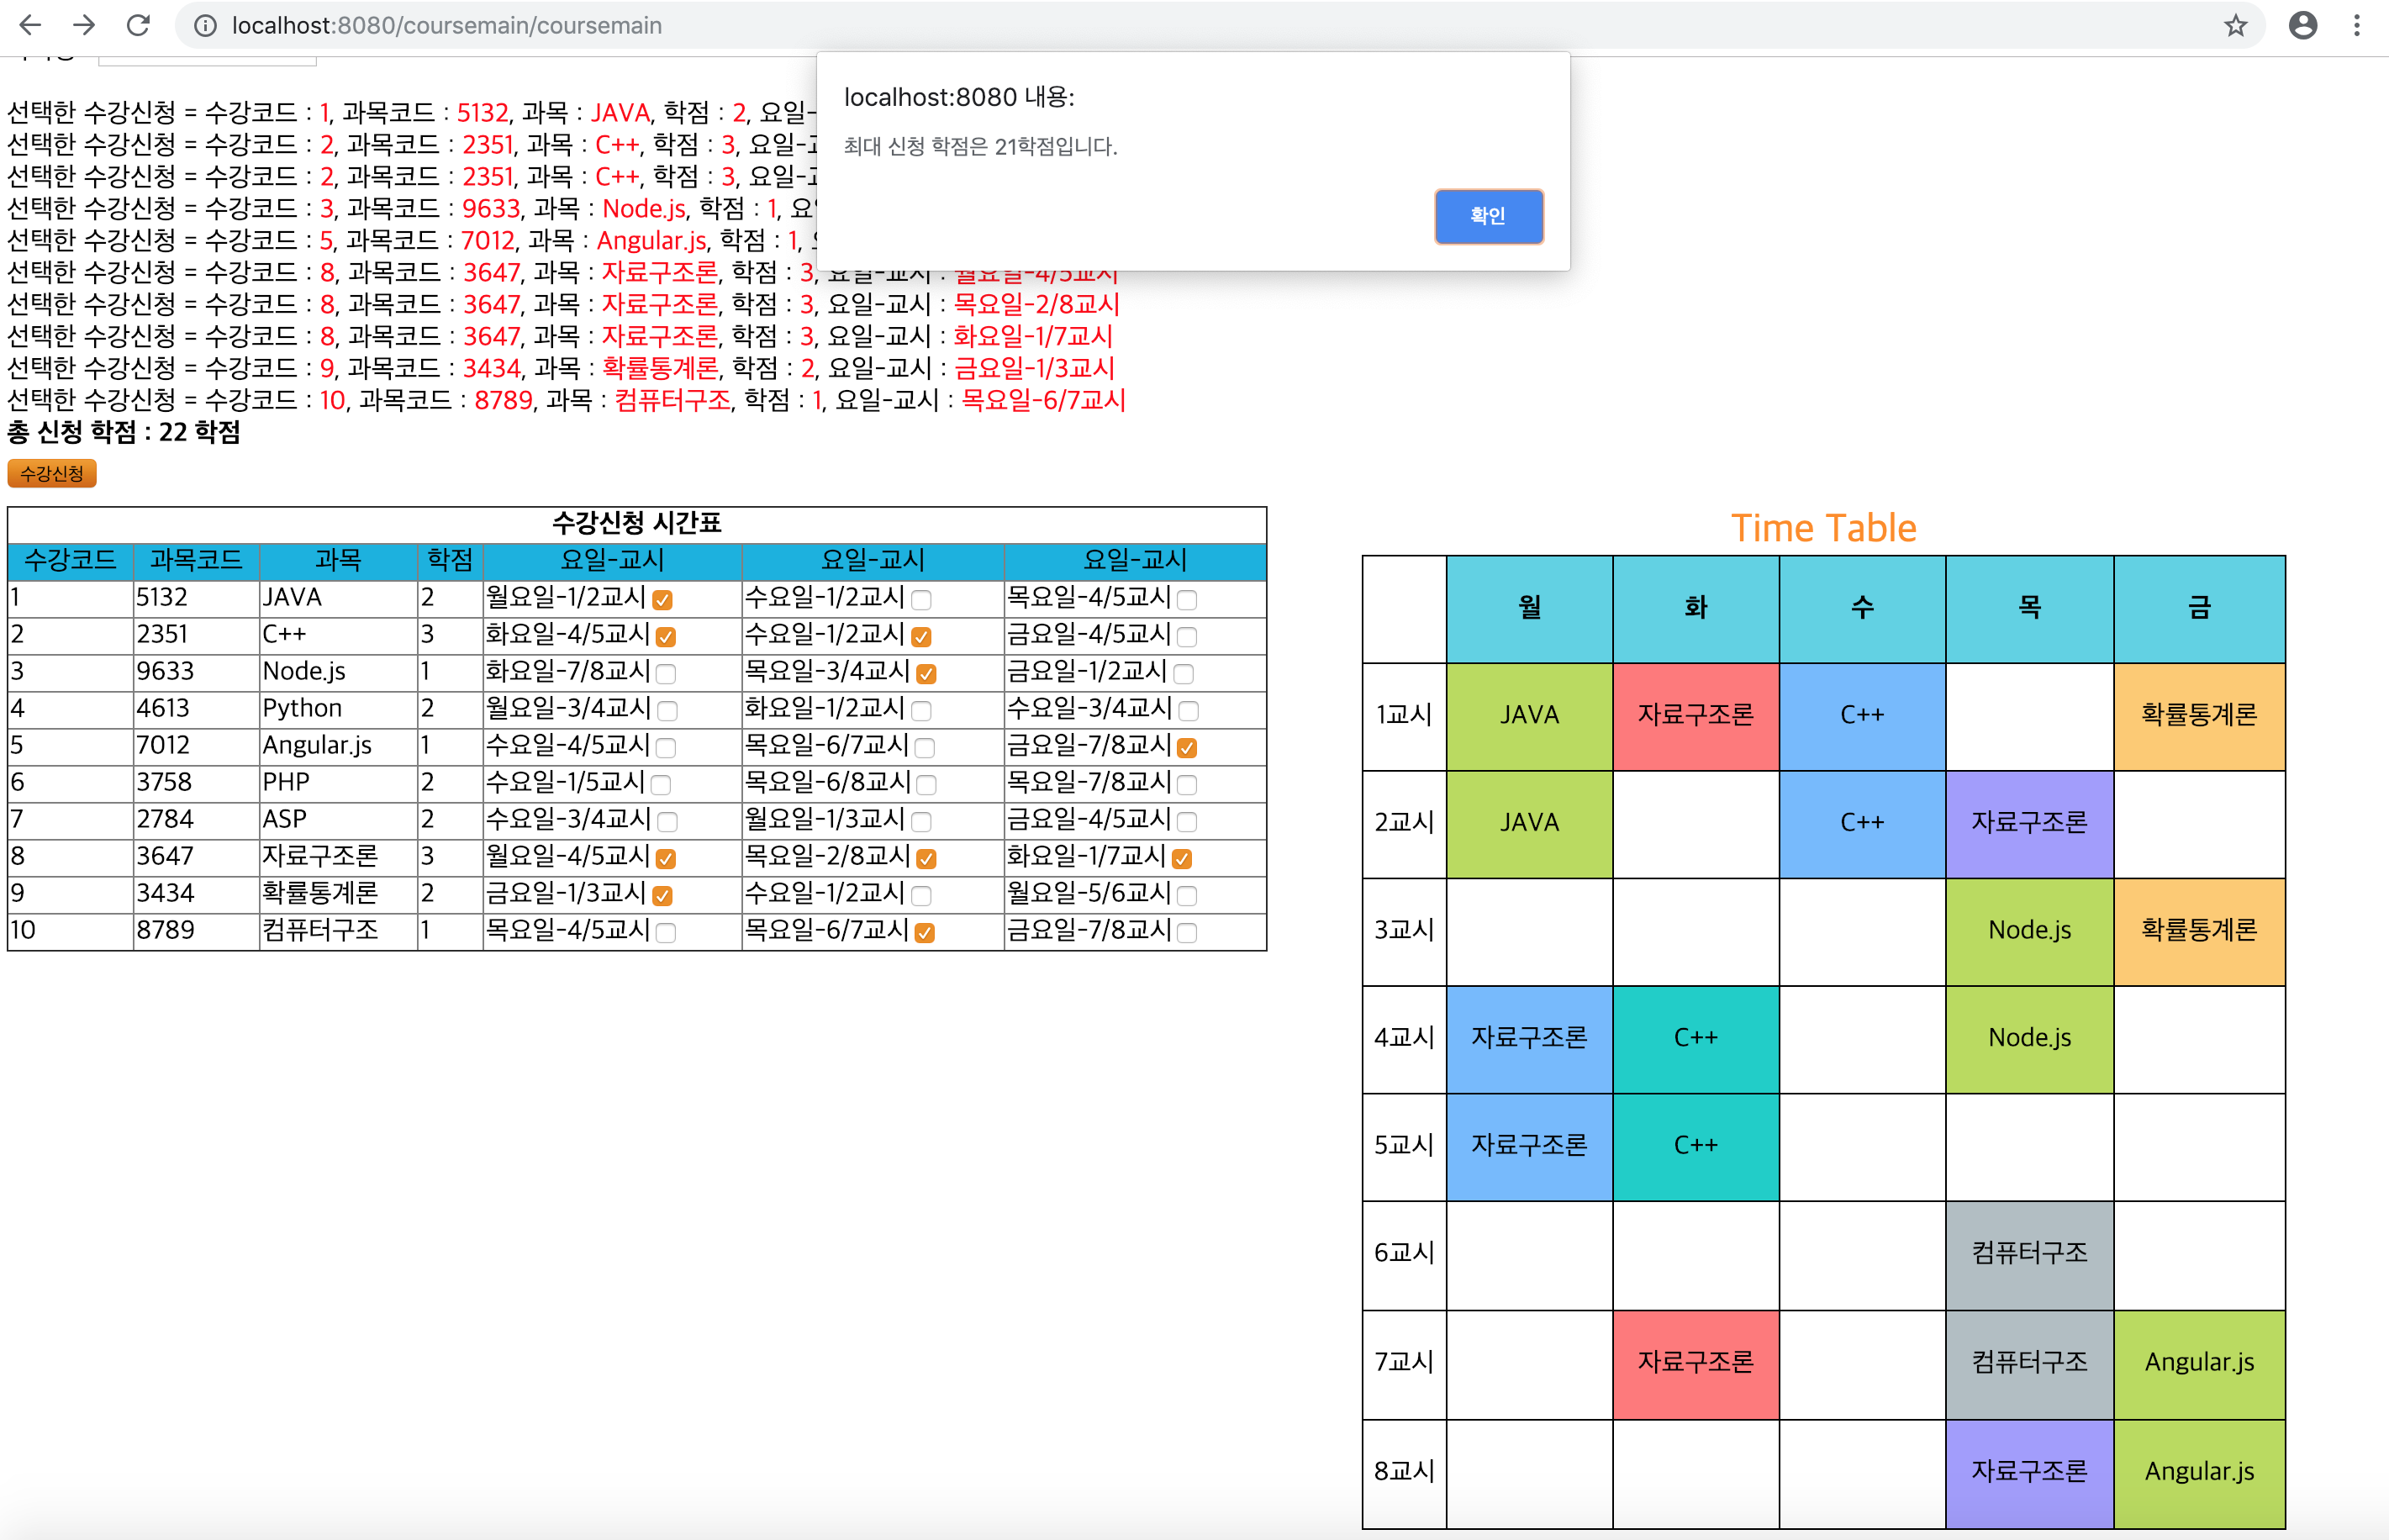 localhost:8080/coursemain/coursemain
localhost:8080 내용:
최대 신청 학점은 21학점입니다.
확인
선택한 수강신청 = 수강코드 : 1, 과목코드 : 5132, 과목 : JAVA, 학점 : 2, 요일-
선택한 수강신청 = 수강코드 : 2, 과목코드 : 2351, 과목 : C++, 학점 : 3, 요일-
선택한 수강신청 = 수강코드 : 2, 과목코드 : 2351, 과목 : C++, 학점 : 3, 요일-
선택한 수강신청 = 수강코드 : 3, 과목코드 : 9633, 과목 : Node.js, 학점 : 1, 요
선택한 수강신청 = 수강코드 : 5, 과목코드 : 7012, 과목 : Angular.js, 학점 : 1,
선택한 수강신청 = 수강코드 : 8, 과목코드 : 3647, 과목 : 자료구조론, 학점 : 3, 요일-교시 : 월요일-4/5교시
선택한 수강신청 = 수강코드 : 8, 과목코드 : 3647, 과목 : 자료구조론, 학점 : 3, 요일-교시 : 목요일-2/8교시
선택한 수강신청 = 수강코드 : 8, 과목코드 : 3647, 과목 : 자료구조론, 학점 : 3, 요일-교시 : 화요일-1/7교시
선택한 수강신청 = 수강코드 : 9, 과목코드 : 3434, 과목 : 확률통계론, 학점 : 2, 요일-교시 : 금요일-1/3교시
선택한 수강신청 = 수강코드 : 10, 과목코드 : 8789, 과목 : 컴퓨터구조, 학점 : 1, 요일-교시 : 목요일-6/7교시
총 신청 학점 : 22 학점
수강신청
수강신청 시간표
수강코드 과목코드 과목 학점 요일-교시 요일-교시 요일-교시
1 5132 JAVA 2 월요일-1/2교시 수요일-1/2교시 목요일-4/5교시
2 2351 C++ 3 화요일-4/5교시 수요일-1/2교시 금요일-4/5교시
3 9633 Node.js 1 화요일-7/8교시 목요일-3/4교시 금요일-1/2교시
4 4613 Python 2 월요일-3/4교시 화요일-1/2교시 수요일-3/4교시
5 7012 Angular.js 1 수요일-4/5교시 목요일-6/7교시 금요일-7/8교시
6 3758 PHP 2 수요일-1/5교시 목요일-6/8교시 목요일-7/8교시
7 2784 ASP 2 수요일-3/4교시 월요일-1/3교시 금요일-4/5교시
8 3647 자료구조론 3 월요일-4/5교시 목요일-2/8교시 화요일-1/7교시
9 3434 확률통계론 2 금요일-1/3교시 수요일-1/2교시 월요일-5/6교시
10 8789 컴퓨터구조 1 목요일-4/5교시 목요일-6/7교시 금요일-7/8교시
Time Table
월 화 수 목 금
1교시 JAVA 자료구조론 C++ 확률통계론
2교시 JAVA C++ 자료구조론
3교시 Node.js 확률통계론
4교시 자료구조론 C++ Node.js
5교시 자료구조론 C++
6교시 컴퓨터구조
7교시 자료구조론 컴퓨터구조 Angular.js
8교시 자료구조론 Angular.js